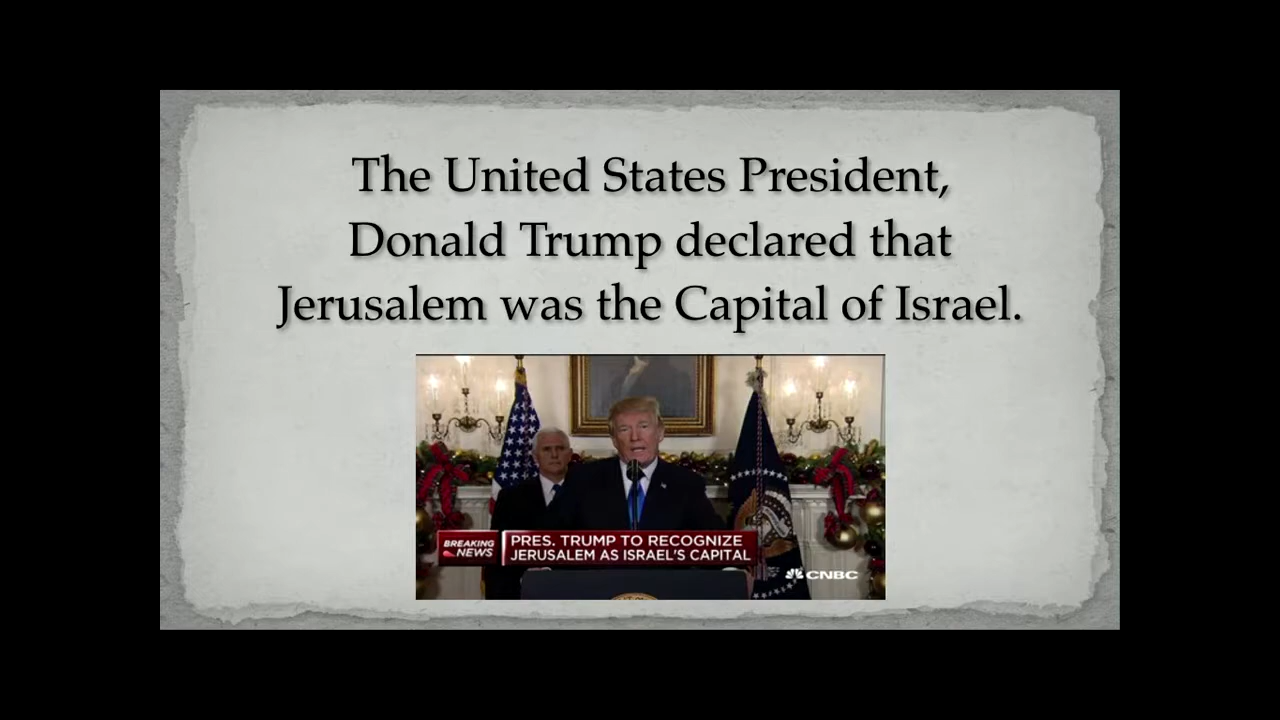 The United States President,
Donald Trump declared that
Jerusalem was the Capital of Israel.
BREAKING
NEWS
PRES. TRUMP TO RECOGNIZE
JERUSALEM AS ISRAEL'S CAPITAL
CNBC